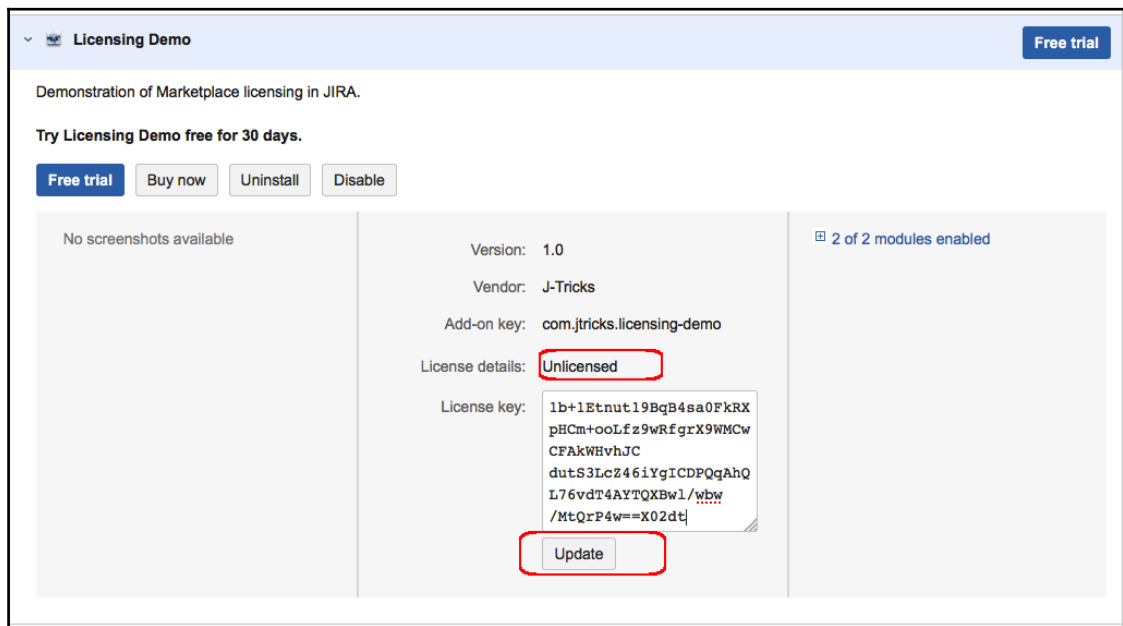 Licensing Demo
Free trial
Demonstration of Marketplace licensing in JIRA.
Try Licensing Demo free for 30 days.
Free trial Buy now Uninstall Disable
No screenshots available
Version: 1.0
Vendor: J-Tricks
Add-on key: com.jtricks.licensing-demo
License details: Unlicensed
License key:
1b+1Etnut19BqB4sa0FkRX
pHCm+ooLfz9wRfgrX9WMCw
CFAkWHvhJC
dutS3LcZ46iYgICDPQqAhQ
L76vdT4AYTQXBwl/wbw
/MtQrP4w==X02dt
Update
2 of 2 modules enabled